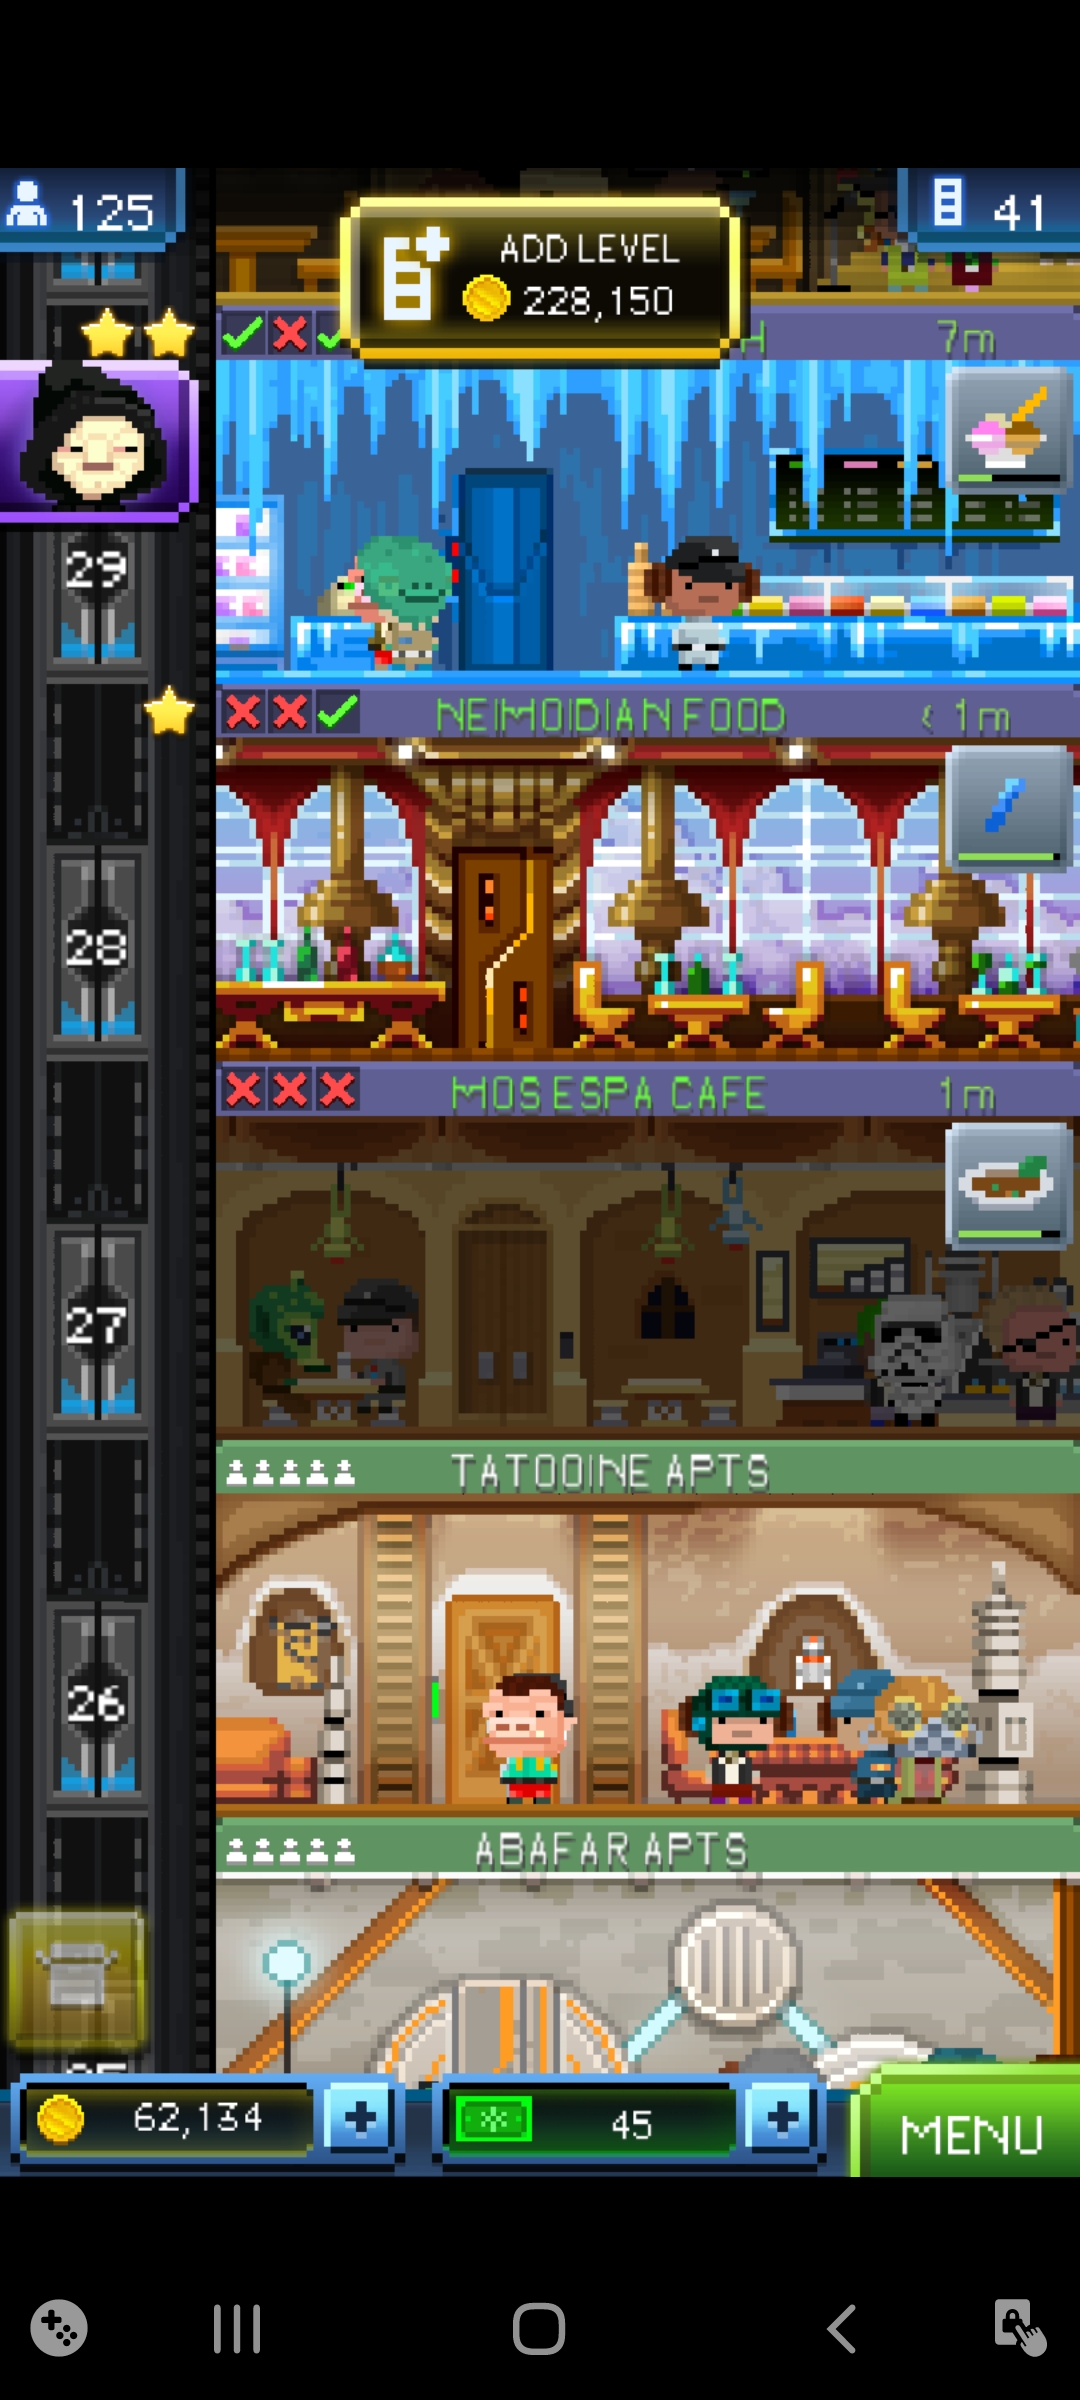 125
ADD LEVEL
228,150
41
7m
29
NEIMOIDIAN FOOD
< 1m
28
MOS ESPA CAFE
1m
27
TATOOINE APTS
26
ABAFAR APTS
62,134
45
MENU